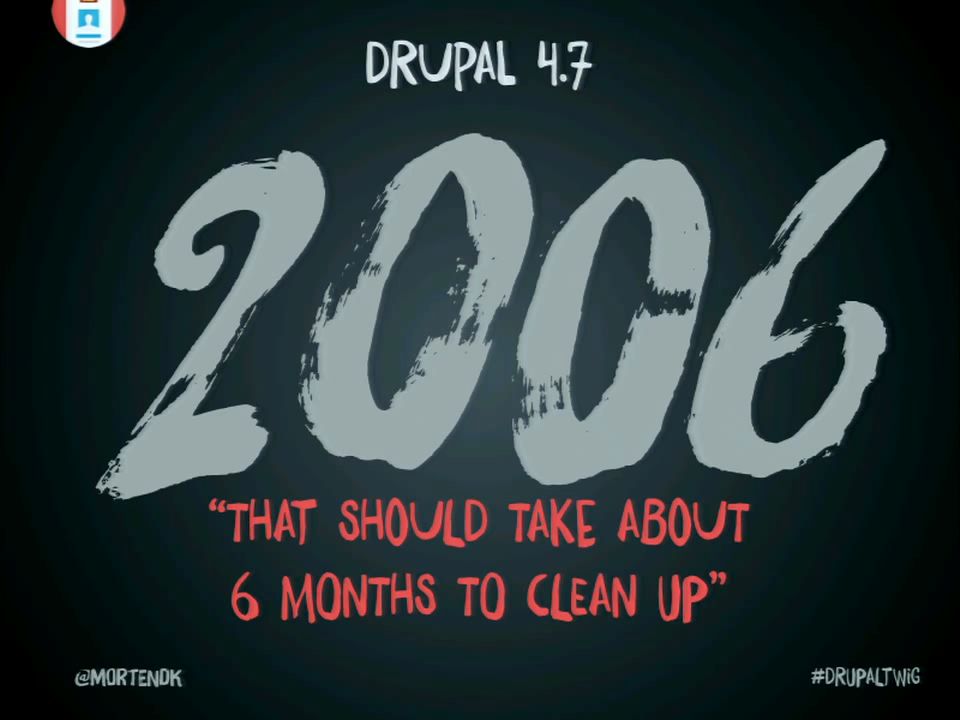 DRUPAL 4.7
2006
“THAT SHOULD TAKE ABOUT
6 MONTHS TO CLEAN UP”
@MORTENDK
#DRUPALTWIG